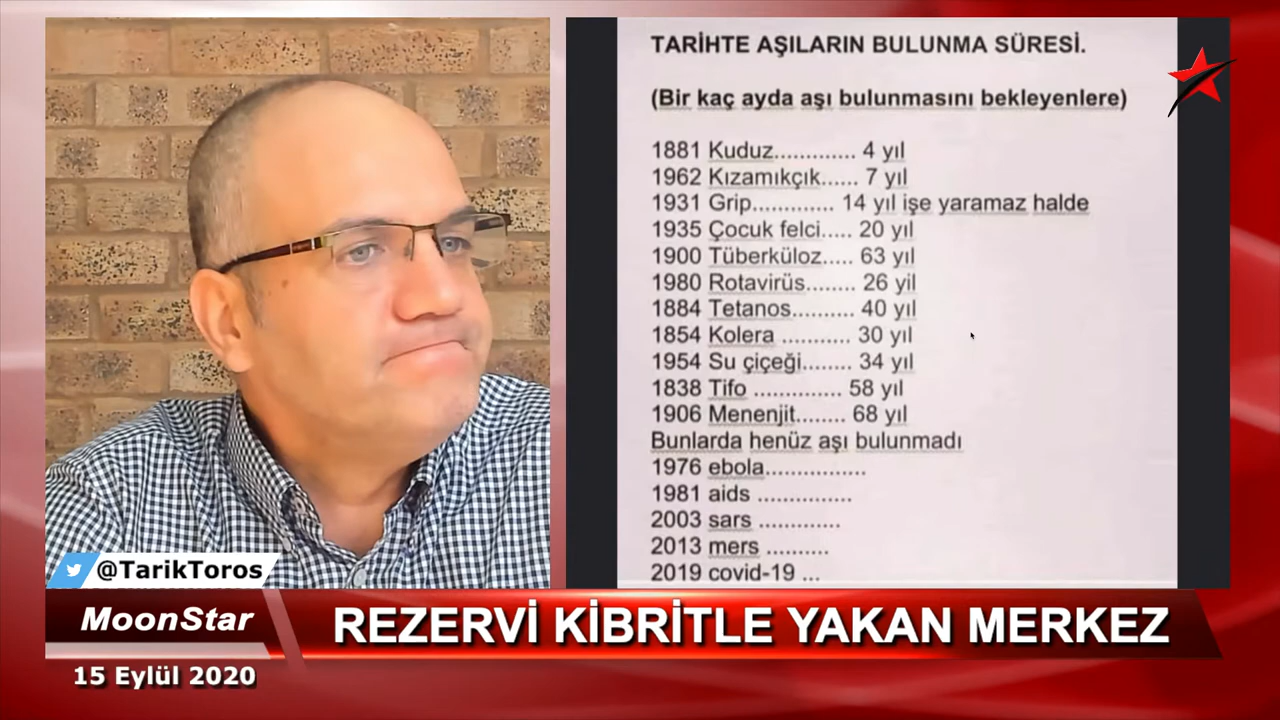 TARİHTE AŞILARIN BULUNMA SÜRESİ.
(Bir kaç ayda aşı bulunmasını bekleyenlere)
1881 Kuduz............. 4 yıl
1962 Kızamıkçık...... 7 yıl
1931 Grip............. 14 yıl işe yaramaz halde
1935 Çocuk felci..... 20 yıl
1900 Tüberküloz..... 63 yıl
1980 Rotavirüs........ 26 yil
1884 Tetanos.......... 40 yıl
1854 Kolera ........... 30 yıl
1954 Su çiçeği........ 34 yıl
1838 Tifo .............. 58 yıl
1906 Menenjit........ 68 yıl
Bunlarda henüz aşı bulunmadı
1976 ebola................
1981 aids ...............
2003 sars .............
2013 mers ..........
2019 covid-19 ...
@TarikToros
MoonStar
REZERVİ KİBRİTLE YAKAN MERKEZ
15 Eylül 2020